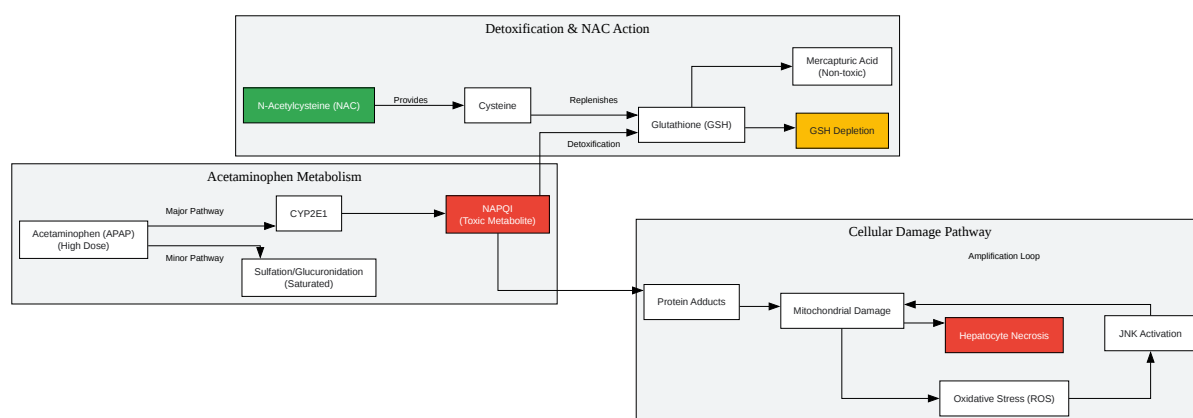 Detoxification & NAC Action
Mercapturic Acid
(Non-toxic)
N-Acetylcysteine (NAC)
Provides
Cysteine
Replenishes
Glutathione (GSH)
GSH Depletion
Detoxification
Acetaminophen Metabolism
Major Pathway
CYP2E1
NAPQI
(Toxic Metabolite)
Acetaminophen (APAP)
(High Dose)
Minor Pathway
Sulfation/Glucuronidation
(Saturated)
Cellular Damage Pathway
Amplification Loop
Protein Adducts
Mitochondrial Damage
Hepatocyte Necrosis
JNK Activation
Oxidative Stress (ROS)